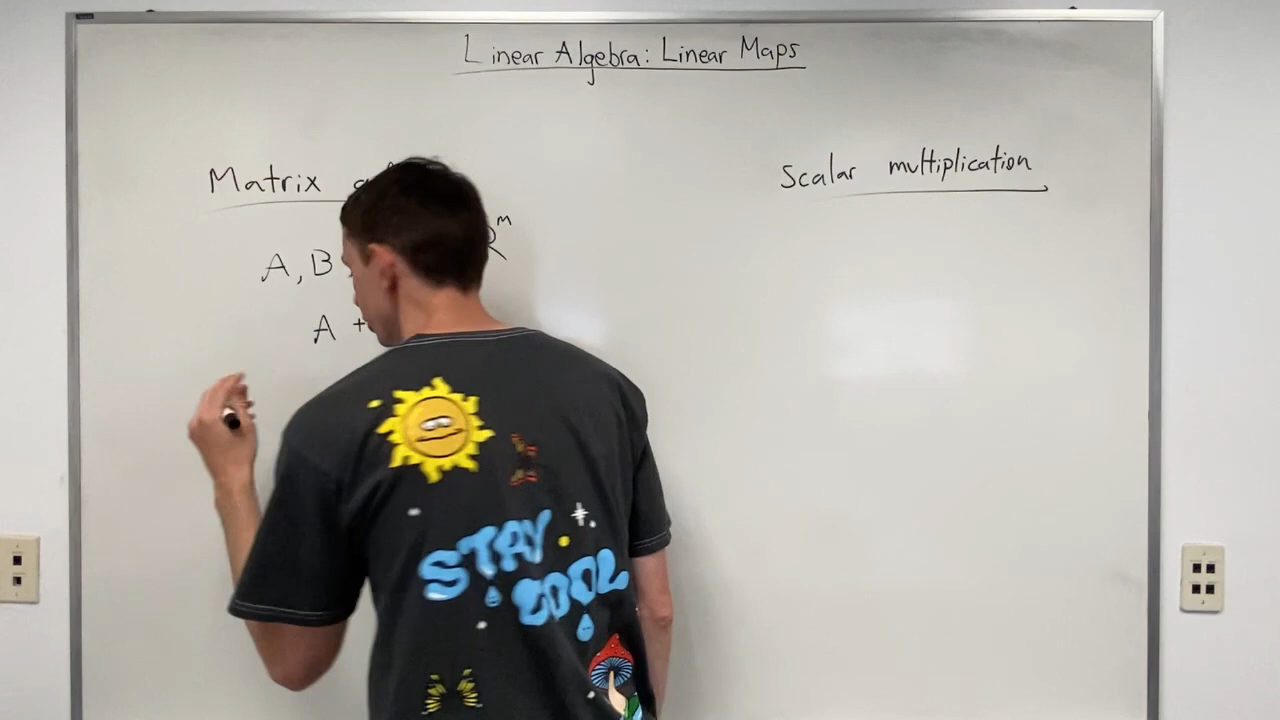 Linear Algebra: Linear Maps
Matrix
A, B
m
A +
Scalar multiplication
STAY
COOL